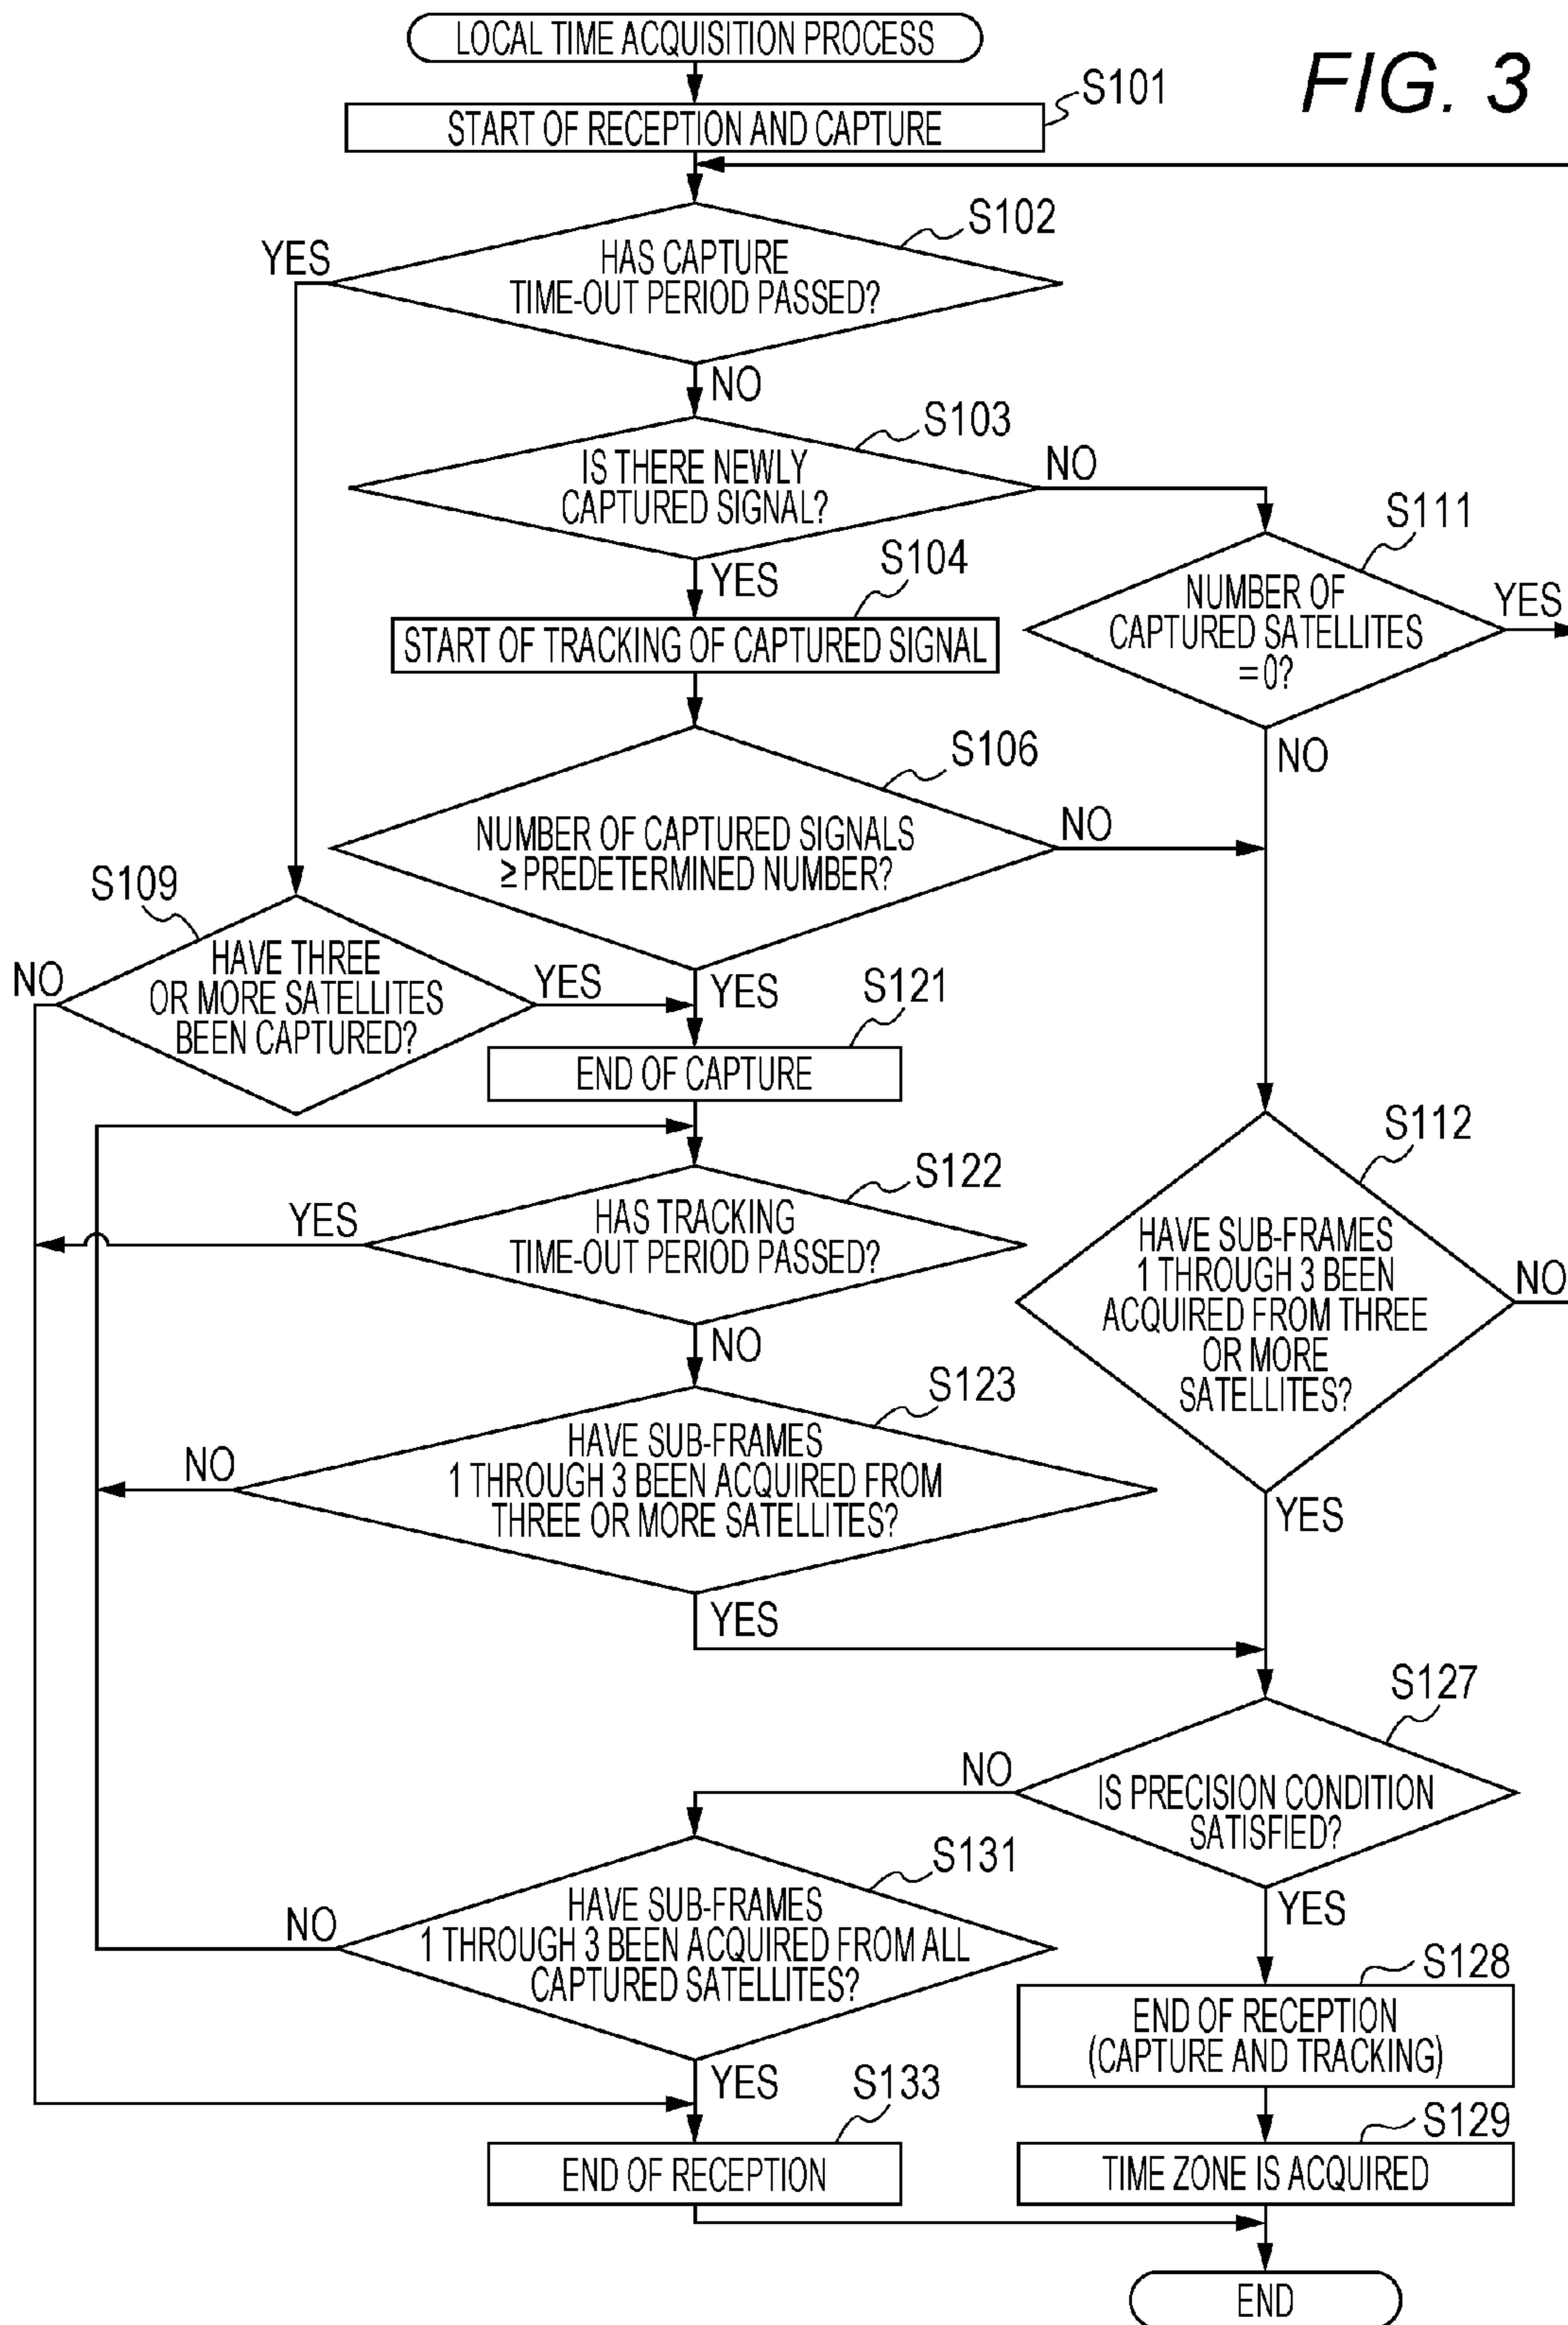 LOCAL TIME ACQUISITION PROCESS
FIG. 3
S101
START OF RECEPTION AND CAPTURE
S102
YES
HAS CAPTURE
TIME-OUT PERIOD PASSED?
NO
S103
IS THERE NEWLY
CAPTURED SIGNAL?
NO
S111
YES
S104
NUMBER OF
CAPTURED SATELLITES
=0?
YES
START OF TRACKING OF CAPTURED SIGNAL
NO
S106
NUMBER OF CAPTURED SIGNALS
≥ PREDETERMINED NUMBER?
NO
S109
HAVE THREE
OR MORE SATELLITES
BEEN CAPTURED?
NO
YES
YES
S121
END OF CAPTURE
S112
HAVE SUB-FRAMES
1 THROUGH 3 BEEN
ACQUIRED FROM THREE
OR MORE
SATELLITES?
NO
S122
YES
HAS TRACKING
TIME-OUT PERIOD PASSED?
NO
S123
HAVE SUB-FRAMES
1 THROUGH 3 BEEN ACQUIRED FROM
THREE OR MORE SATELLITES?
NO
YES
YES
S127
NO
IS PRECISION CONDITION
SATISFIED?
S131
HAVE SUB-FRAMES
1 THROUGH 3 BEEN ACQUIRED FROM ALL
CAPTURED SATELLITES?
NO
YES
S128
END OF RECEPTION
(CAPTURE AND TRACKING)
YES
S133
S129
END OF RECEPTION
TIME ZONE IS ACQUIRED
END